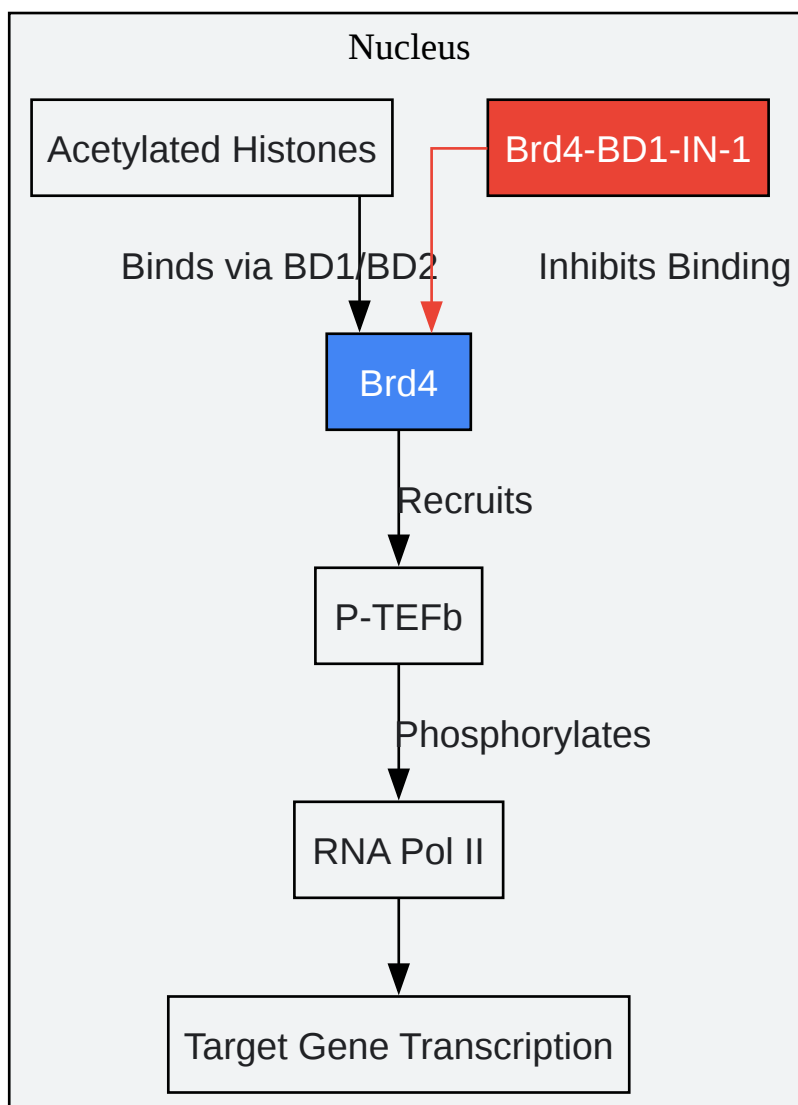 Nucleus
Acetylated Histones
Brd4-BD1-IN-1
Binds via BD1/BD2
Inhibits Binding
Brd4
Recruits
P-TEFb
Phosphorylates
RNA Pol II
Target Gene Transcription